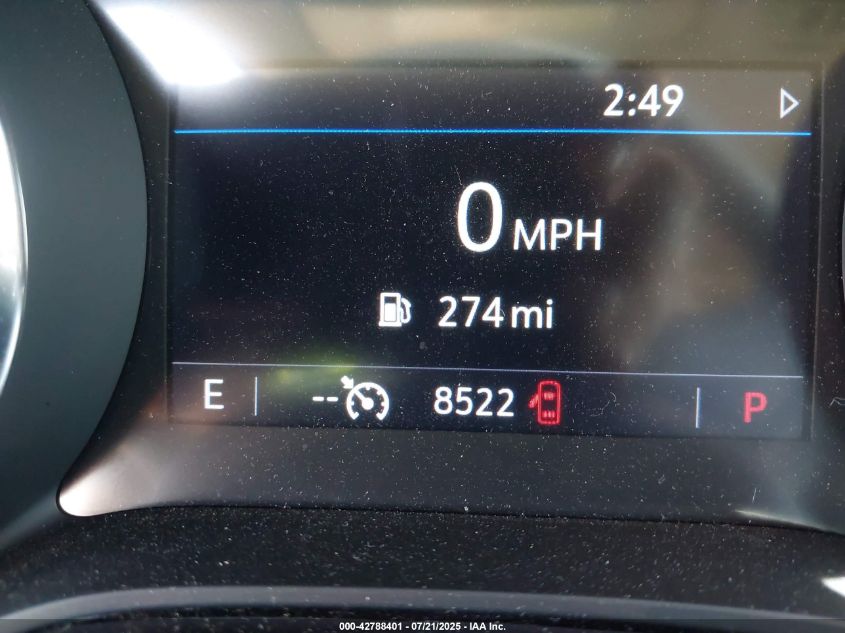 2:49
0 MPH
274 mi
E -- 8522 P
000-42788401 - 07/21/2025 - IAA Inc.